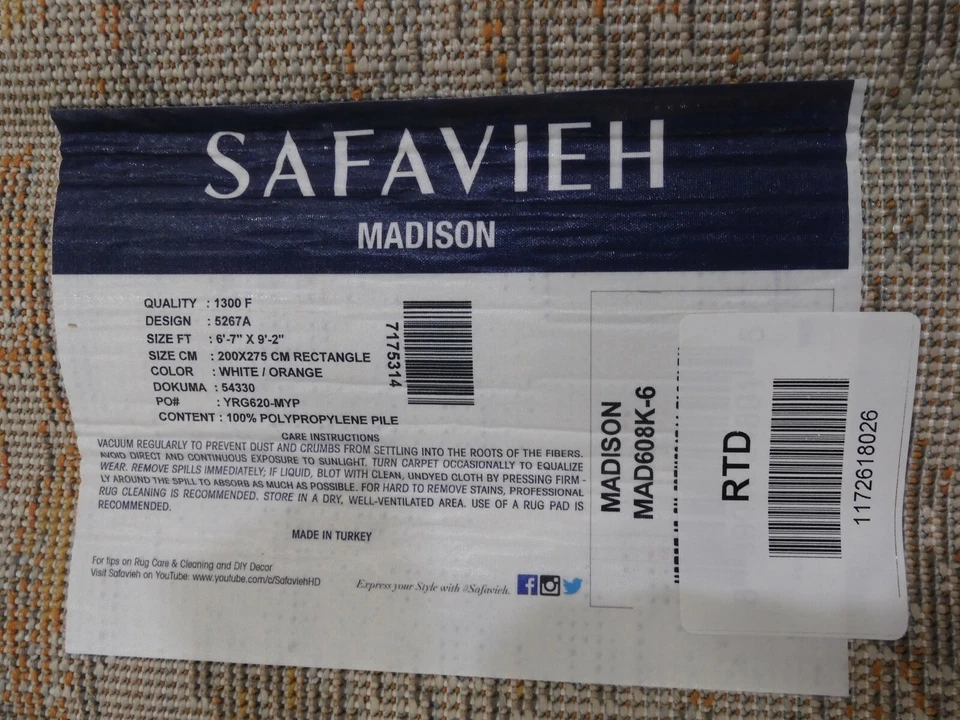 SAFAVIEH
MADISON
QUALITY : 1300 F
DESIGN : 5267A
SIZE FT : 6'-7" X 9'-2"
SIZE CM : 200X275 CM RECTANGLE
COLOR : WHITE / ORANGE
DOKUMA : 54330
PO# : YRG620-MYP
CONTENT : 100% POLYPROPYLENE PILE
7175314
CARE INSTRUCTIONS
VACUUM REGULARLY TO PREVENT DUST AND CRUMBS FROM SETTLING INTO THE ROOTS OF THE FIBERS.
AVOID DIRECT AND CONTINUOUS EXPOSURE TO SUNLIGHT. TURN CARPET OCCASIONALLY TO EQUALIZE
WEAR. REMOVE SPILLS IMMEDIATELY; IF LIQUID, BLOT WITH CLEAN, UNDYED CLOTH BY PRESSING FIRM -
LY AROUND THE SPILL TO ABSORB AS MUCH AS POSSIBLE. FOR HARD TO REMOVE STAINS, PROFESSIONAL
RUG CLEANING IS RECOMMENDED. STORE IN A DRY, WELL-VENTILATED AREA. USE OF A RUG PAD IS
RECOMMENDED.
MADE IN TURKEY
For tips on Rug Care & Cleaning and DIY Decor
Visit Safavieh on YouTube: www.youtube.com/c/SafaviehHD
Express your Style with @Safavieh.
MADISON
MAD608K-6
RTD
1172618026